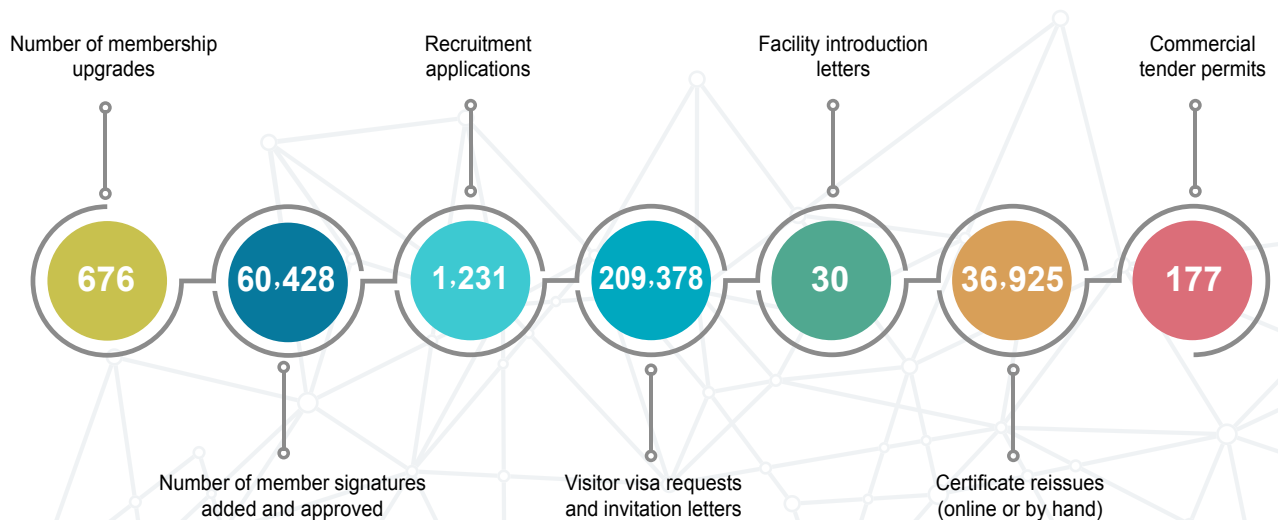 Number of membership
upgrades
Recruitment
applications
Facility introduction
letters
Commercial
tender permits
676
60,428
1,231
209,378
30
36,925
177
Number of member signatures
added and approved
Visitor visa requests
and invitation letters
Certificate reissues
(online or by hand)